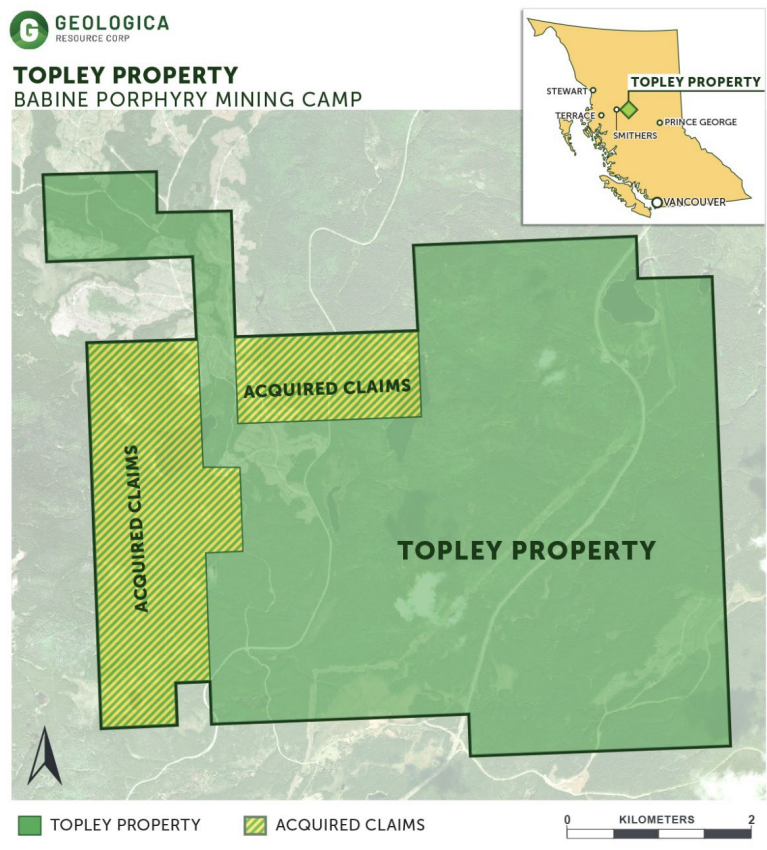 GEOLOGICA
RESOURCE CORP
TOPLEY PROPERTY
BABINE PORPHYRY MINING CAMP
TOPLEY PROPERTY
STEWART
TERRACE
SMITHERS
PRINCE GEORGE
VANCOUVER
ACQUIRED CLAIMS
ACQUIRED CLAIMS
TOPLEY PROPERTY
TOPLEY PROPERTY
ACQUIRED CLAIMS
0 KILOMETERS 2